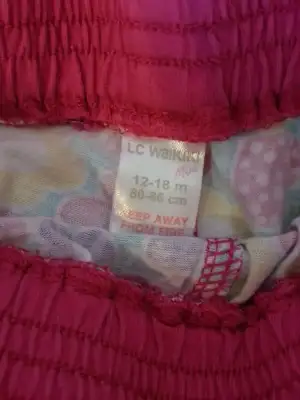 LC Waikiki
12-18 m
80-86 cm
KEEP AWAY
FROM FIRE